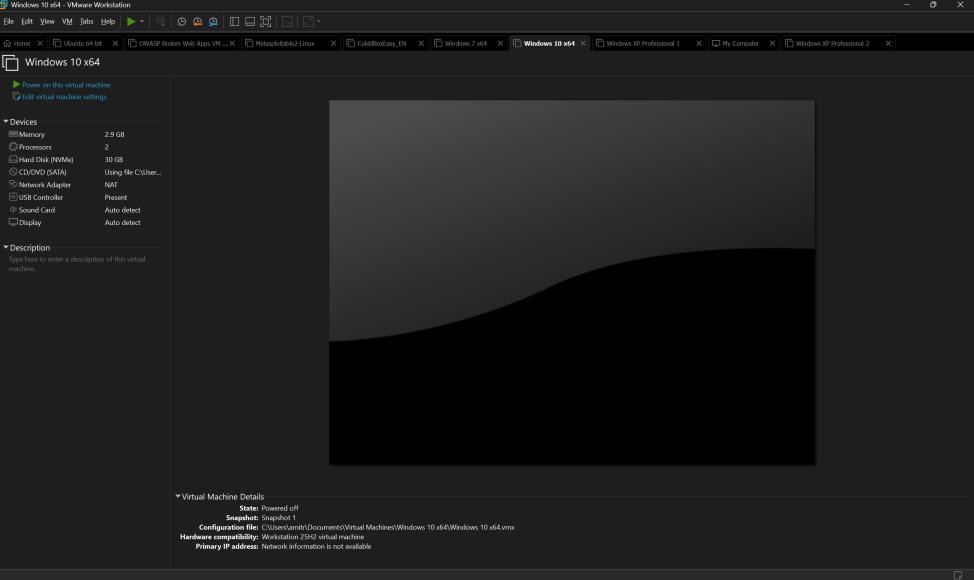 Windows 10 x64 - VMware Workstation
File Edit View VM Tabs Help
Home Ubuntu 64-bit OWASP Broken Web Apps VM ... Metasploitable2-Linux ColddBoxEasy_EN Windows 7 x64 Windows 10 x64 Windows XP Professional 1 My Computer Windows XP Professional 2
Windows 10 x64
Power on this virtual machine
Edit virtual machine settings
Devices
Memory 2.9 GB
Processors 2
Hard Disk (NVMe) 30 GB
CD/DVD (SATA) Using file C:\User...
Network Adapter NAT
USB Controller Present
Sound Card Auto detect
Display Auto detect
Description
Type here to enter a description of this virtual
machine.
Virtual Machine Details
State: Powered off
Snapshot: Snapshot 1
Configuration file: C:\Users\amitr\Documents\Virtual Machines\Windows 10 x64\Windows 10 x64.vmx
Hardware compatibility: Workstation 25H2 virtual machine
Primary IP address: Network information is not available